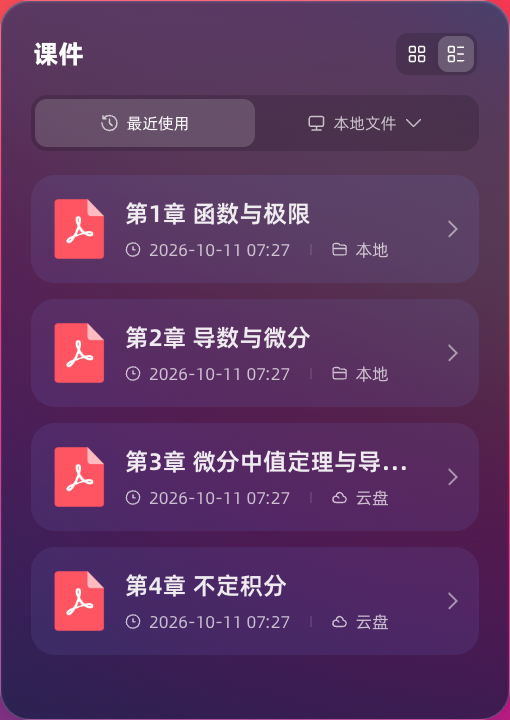 课件
最近使用
本地文件
第1章 函数与极限
2026-10-11 07:27
本地
第2章 导数与微分
2026-10-11 07:27
本地
第3章 微分中值定理与导...
2026-10-11 07:27
云盘
第4章 不定积分
2026-10-11 07:27
云盘